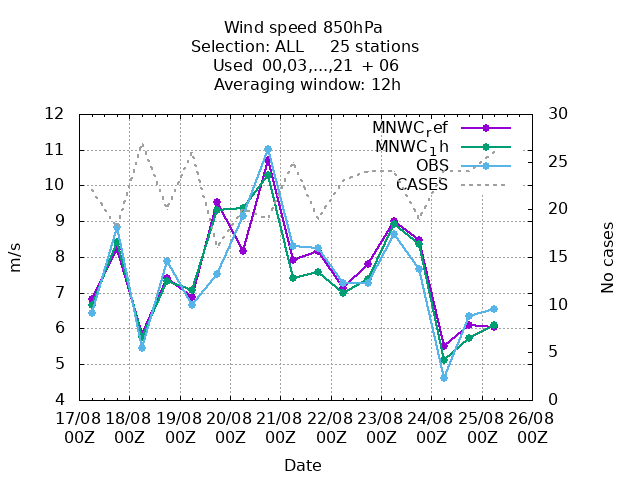 Wind speed 850hPa
Selection: ALL 25 stations
Used 00,03,...,21 + 06
Averaging window: 12h
12
11
10
9
8
7
6
5
4
m/s
30
25
20
15
10
5
0
No cases
MNWCref
MNWC1h
OBS
CASES
17/08 18/08 19/08 20/08 21/08 22/08 23/08 24/08 25/08 26/08
00Z 00Z 00Z 00Z 00Z 00Z 00Z 00Z 00Z 00Z
Date